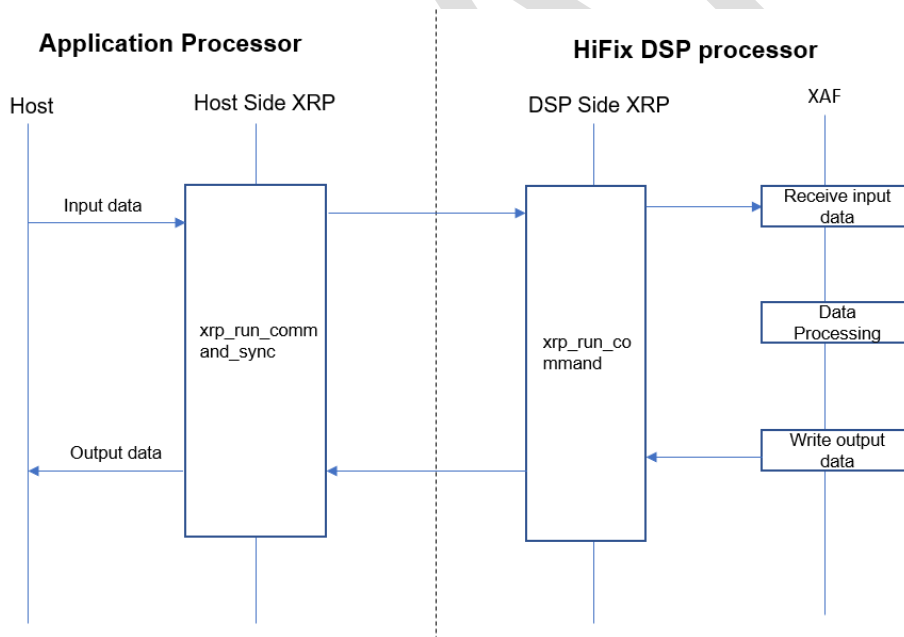 Application Processor
HiFix DSP processor
Host
Host Side XRP
DSP Side XRP
XAF
Input data
Receive input
data
xrp_run_comm
and_sync
xrp_run_co
mmand
Data
Processing
Output data
Write output
data